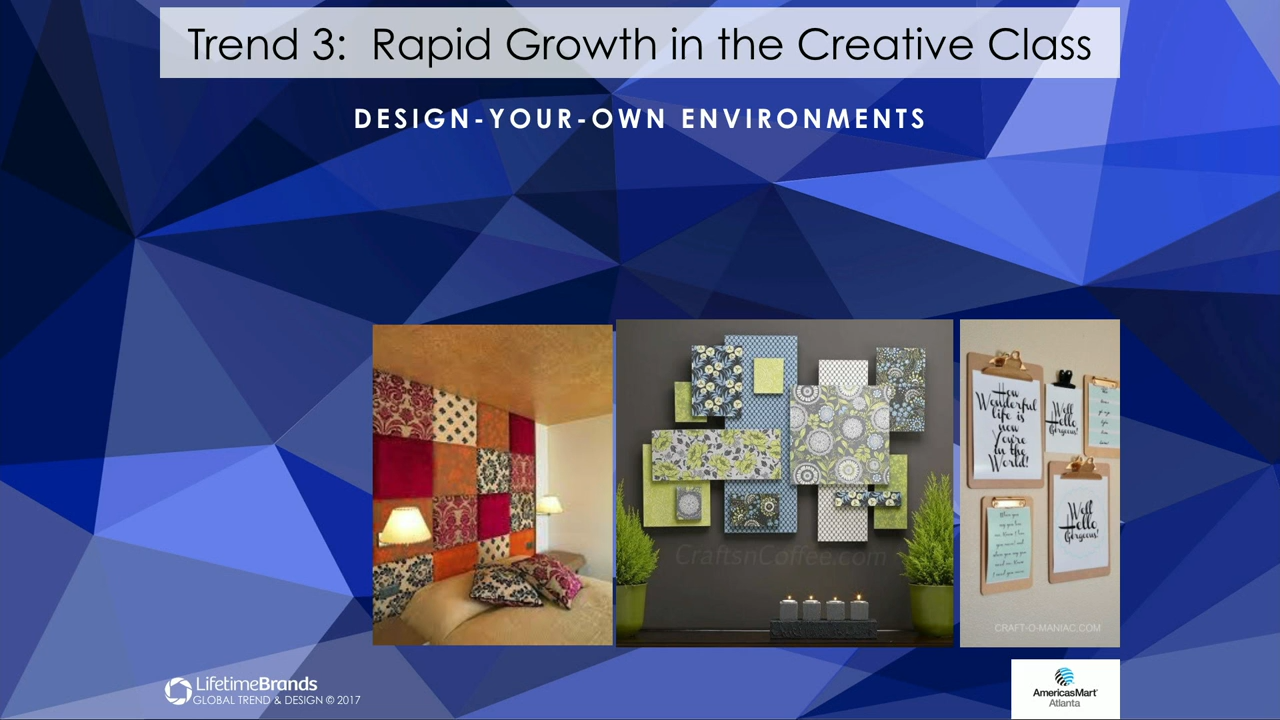 Trend 3: Rapid Growth in the Creative Class
DESIGN-YOUR-OWN ENVIRONMENTS
CraftsnCoffee.com
How
Wonderful
life is
now
You're
in the
World!
Well
Hello
Gorgeous!
Well
Hello
Gorgeous!
CRAFT-O-MANIAC.COM
LifetimeBrands
GLOBAL TREND & DESIGN © 2017
AmericasMart
Atlanta